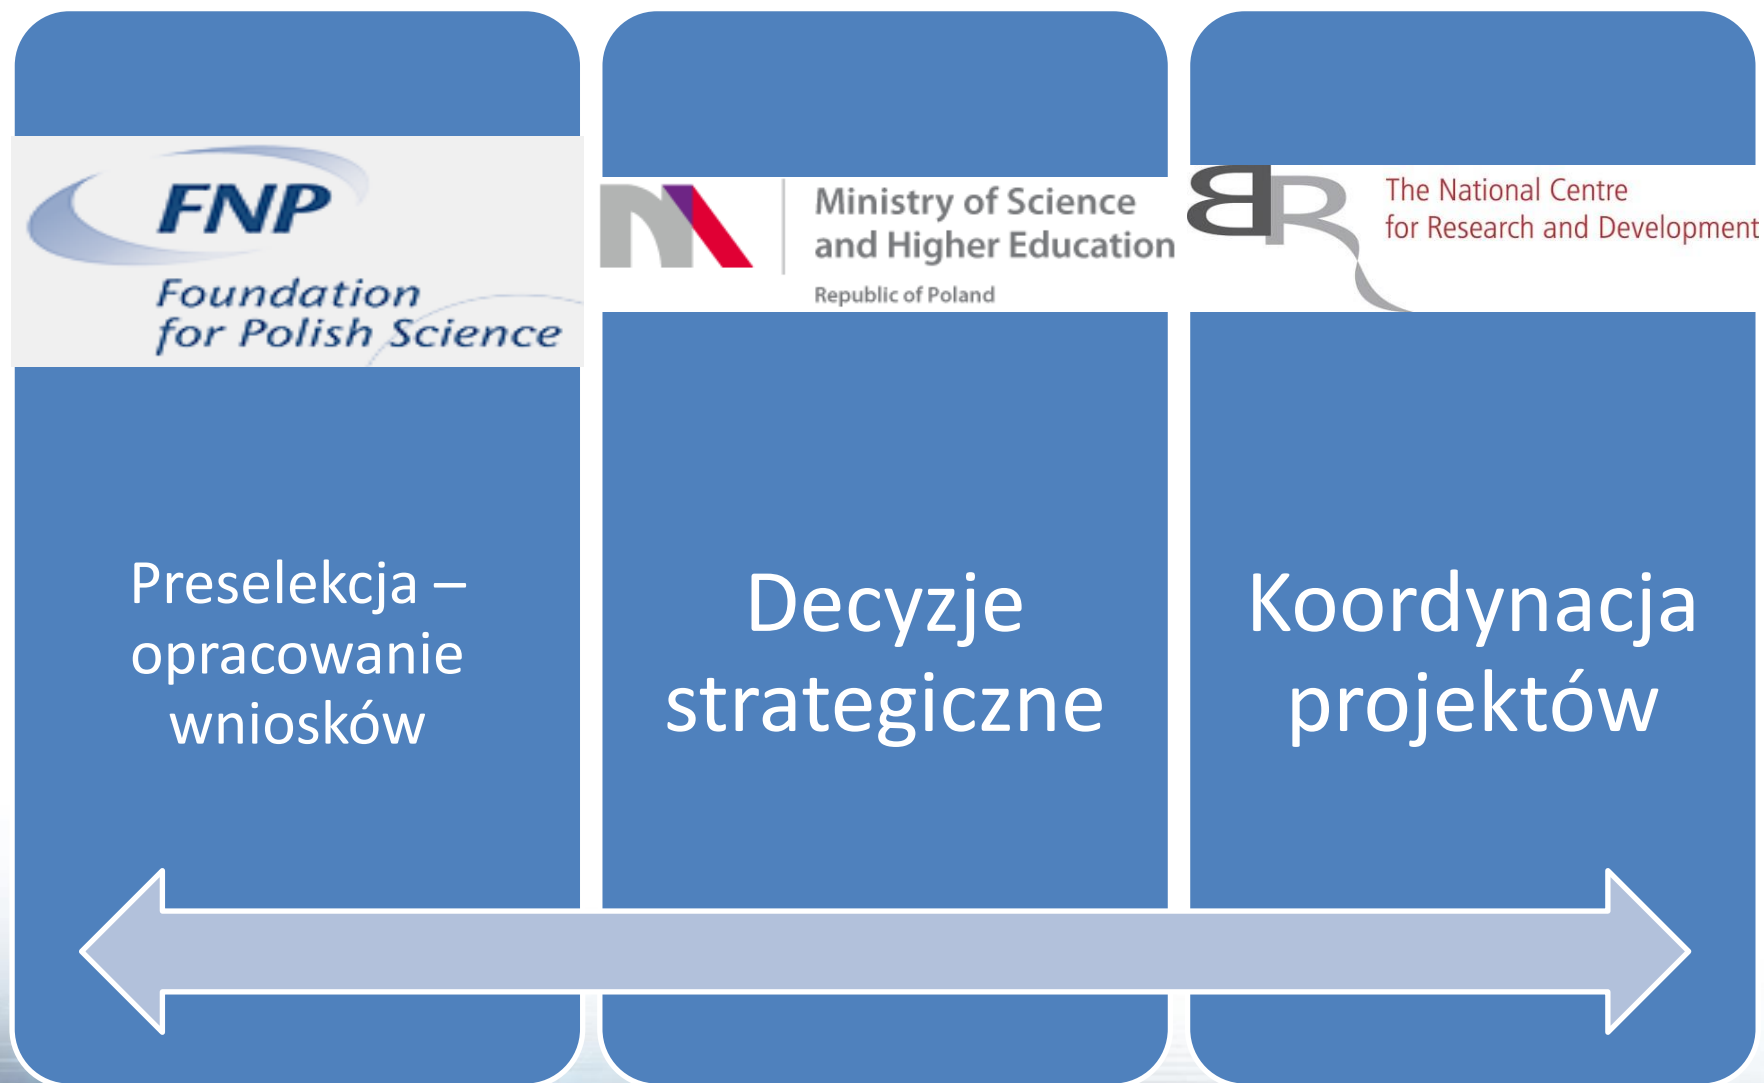 FNP
Foundation
for Polish Science
Preselekcja –
opracowanie
wniosków
Ministry of Science
and Higher Education
Republic of Poland
Decyzje
strategiczne
BR
The National Centre
for Research and Development
Koordynacja
projektów